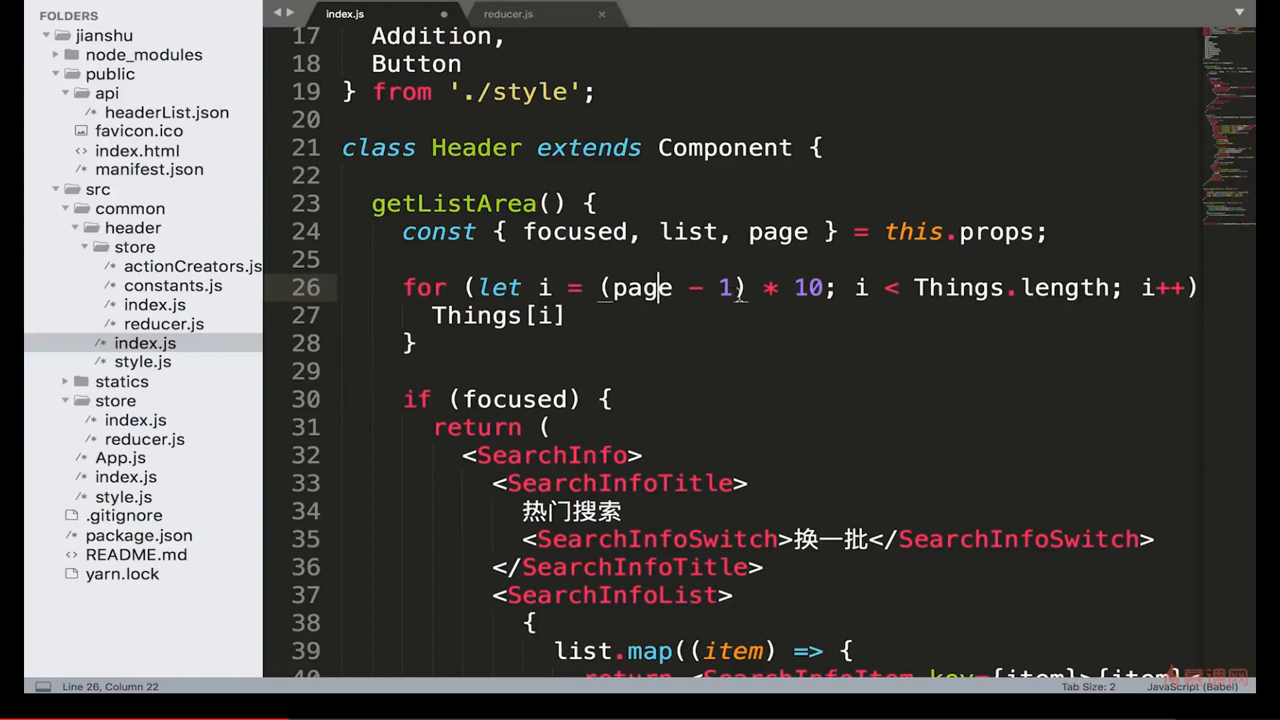 FOLDERS
jianshu
node_modules
public
api
headerList.json
favicon.ico
index.html
manifest.json
src
common
header
store
actionCreators.js
constants.js
index.js
reducer.js
index.js
style.js
statics
store
index.js
reducer.js
App.js
index.js
style.js
.gitignore
package.json
README.md
yarn.lock
index.js
reducer.js
17 Addition,
18 Button
19 } from './style';
20
21 class Header extends Component {
22
23 getListArea() {
24 const { focused, list, page } = this.props;
25
26 for (let i = (page - 1) * 10; i < Things.length; i++)
27 Things[i]
28 }
29
30 if (focused) {
31 return (
32 <SearchInfo>
33 <SearchInfoTitle>
34 热门搜索
35 <SearchInfoSwitch>换一批</SearchInfoSwitch>
36 </SearchInfoTitle>
37 <SearchInfoList>
38 {
39 list.map((item) => {
40 return <SearchInfoItem key={item}>{item}<
Line 26, Column 22
Tab Size: 2
JavaScript (Babel)